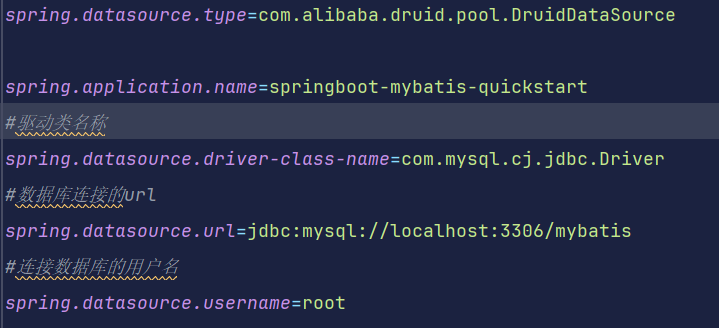 spring.datasource.type=com.alibaba.druid.pool.DruidDataSource
spring.application.name=springboot-mybatis-quickstart
#驱动类名称
spring.datasource.driver-class-name=com.mysql.cj.jdbc.Driver
#数据库连接的url
spring.datasource.url=jdbc:mysql://localhost:3306/mybatis
#连接数据库的用户名
spring.datasource.username=root